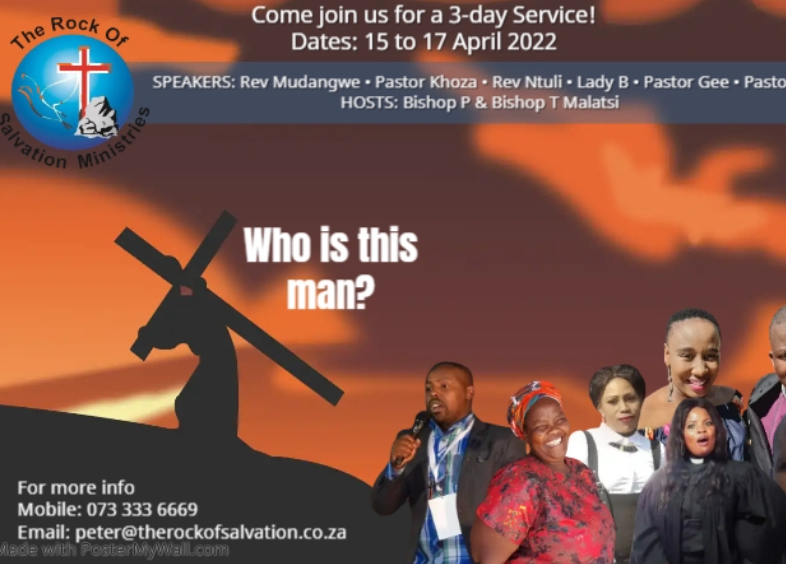 The Rock Of
Salvation Ministries
Come join us for a 3-day Service!
Dates: 15 to 17 April 2022
SPEAKERS: Rev Mudangwe • Pastor Khoza • Rev Ntuli • Lady B • Pastor Gee • Pasto
HOSTS: Bishop P & Bishop T Malatsi
Who is this
man?
For more info
Mobile: 073 333 6669
Email: peter@therockofsalvation.co.za
Made with PosterMyWall.com